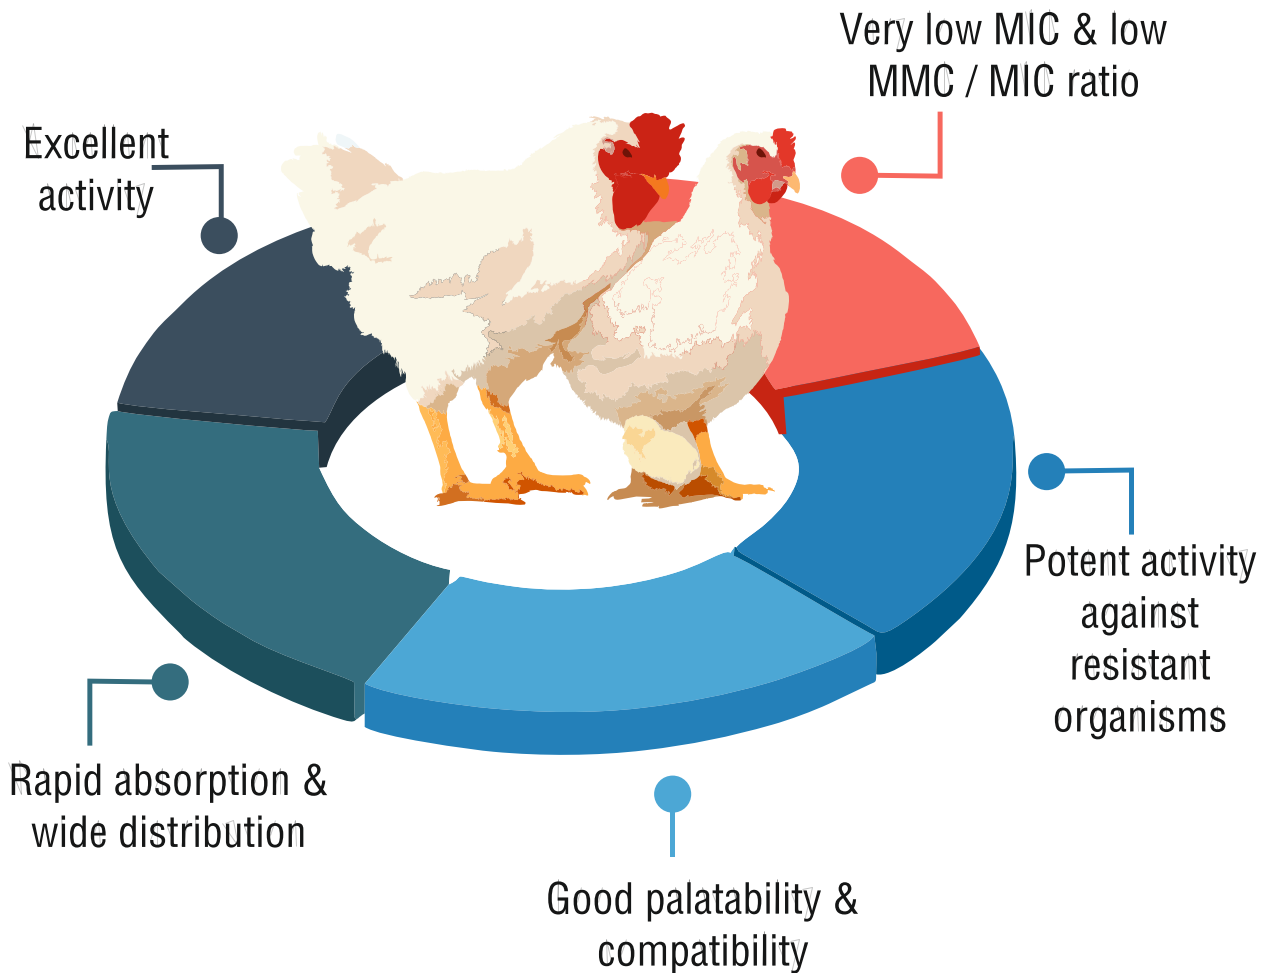 Very low MIC & low
MMC / MIC ratio
Excellent
activity
Potent activity
against
resistant
organisms
Rapid absorption &
wide distribution
Good palatability &
compatibility